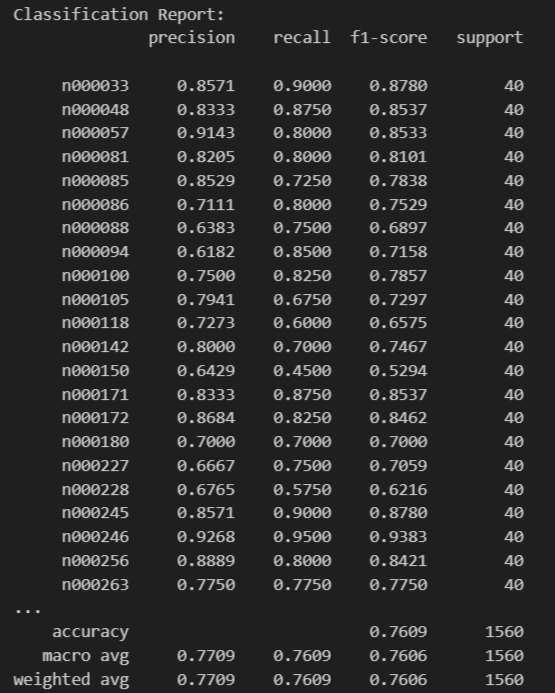 Classification Report:
precision recall f1-score support
n000033 0.8571 0.9000 0.8780 40
n000048 0.8333 0.8750 0.8537 40
n000057 0.9143 0.8000 0.8533 40
n000081 0.8205 0.8000 0.8101 40
n000085 0.8529 0.7250 0.7838 40
n000086 0.7111 0.8000 0.7529 40
n000088 0.6383 0.7500 0.6897 40
n000094 0.6182 0.8500 0.7158 40
n000100 0.7500 0.8250 0.7857 40
n000105 0.7941 0.6750 0.7297 40
n000118 0.7273 0.6000 0.6575 40
n000142 0.8000 0.7000 0.7467 40
n000150 0.6429 0.4500 0.5294 40
n000171 0.8333 0.8750 0.8537 40
n000172 0.8684 0.8250 0.8462 40
n000180 0.7000 0.7000 0.7000 40
n000227 0.6667 0.7500 0.7059 40
n000228 0.6765 0.5750 0.6216 40
n000245 0.8571 0.9000 0.8780 40
n000246 0.9268 0.9500 0.9383 40
n000256 0.8889 0.8000 0.8421 40
n000263 0.7750 0.7750 0.7750 40
...
accuracy 0.7609 1560
macro avg 0.7709 0.7609 0.7606 1560
weighted avg 0.7709 0.7609 0.7606 1560